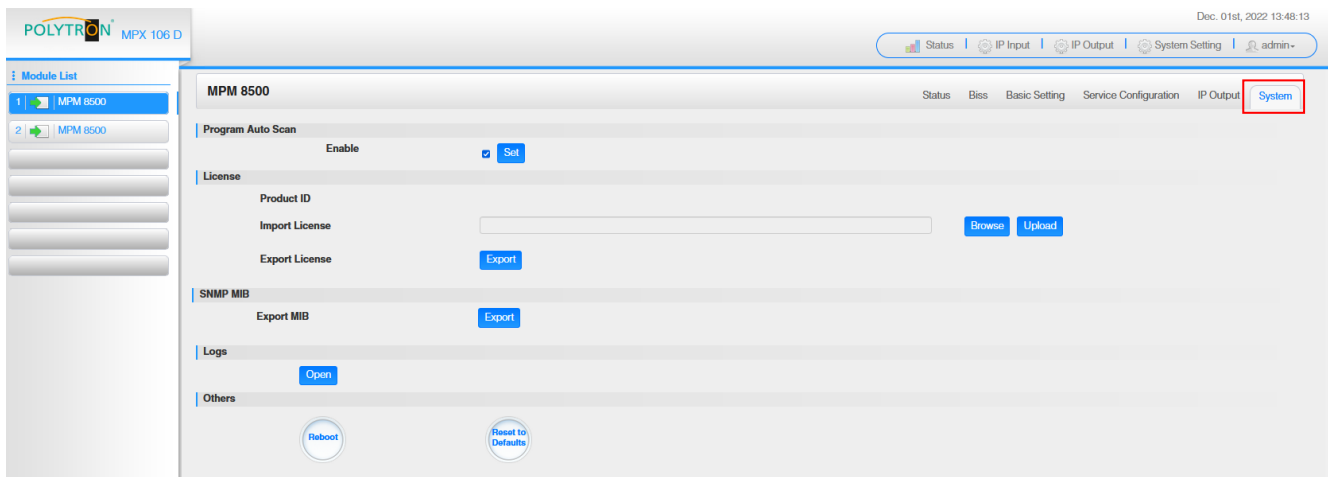 Dec. 01st, 2022 13:48:13
POLYTRON® MPX 106 D
Status IP Input IP Output System Setting admin
Module List
1 MPM 8500
2 MPM 8500
MPM 8500
Status Biss Basic Setting Service Configuration IP Output System
Program Auto Scan
Enable Set
License
Product ID
Import License Browse Upload
Export License Export
SNMP MIB
Export MIB Export
Logs
Open
Others
Reboot Reset to
Defaults